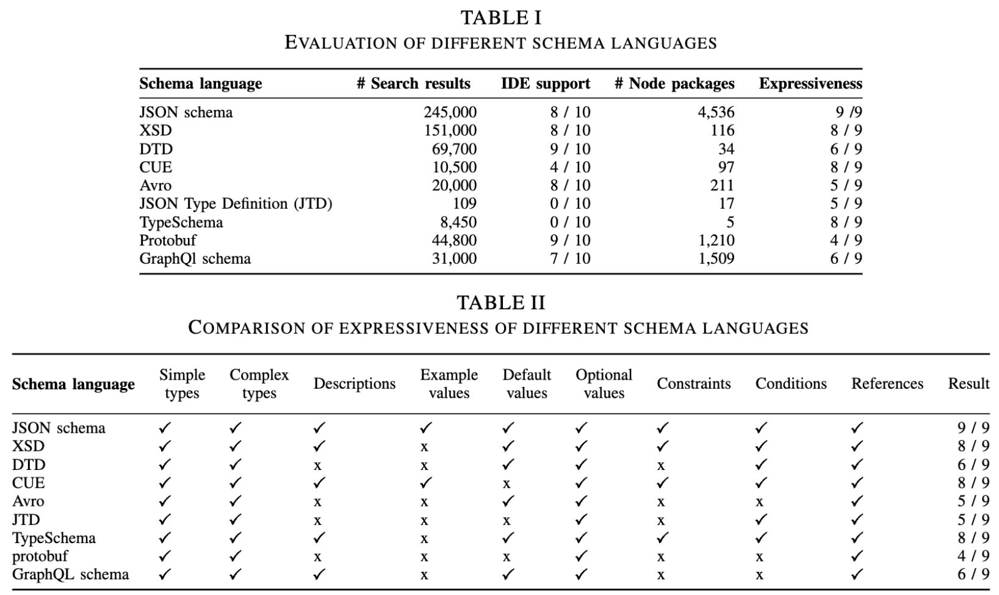 TABLE I
EVALUATION OF DIFFERENT SCHEMA LANGUAGES
Schema language # Search results IDE support # Node packages Expressiveness
JSON schema 245,000 8 / 10 4,536 9 /9
XSD 151,000 8 / 10 116 8 / 9
DTD 69,700 9 / 10 34 6 / 9
CUE 10,500 4 / 10 97 8 / 9
Avro 20,000 8 / 10 211 5 / 9
JSON Type Definition (JTD) 109 0 / 10 17 5 / 9
TypeSchema 8,450 0 / 10 5 8 / 9
Protobuf 44,800 9 / 10 1,210 4 / 9
GraphQl schema 31,000 7 / 10 1,509 6 / 9
TABLE II
COMPARISON OF EXPRESSIVENESS OF DIFFERENT SCHEMA LANGUAGES
Schema language Simple types Complex types Descriptions Example values Default values Optional values Constraints Conditions References Result
JSON schema ✓ ✓ ✓ ✓ ✓ ✓ ✓ ✓ ✓ 9 / 9
XSD ✓ ✓ ✓ x ✓ ✓ ✓ ✓ ✓ 8 / 9
DTD ✓ ✓ x x ✓ ✓ x ✓ ✓ 6 / 9
CUE ✓ ✓ ✓ ✓ x ✓ ✓ ✓ ✓ 8 / 9
Avro ✓ ✓ x x ✓ ✓ x x ✓ 5 / 9
JTD ✓ ✓ x x x ✓ x ✓ ✓ 5 / 9
TypeSchema ✓ ✓ ✓ x ✓ ✓ ✓ ✓ ✓ 8 / 9
protobuf ✓ ✓ x x x ✓ x x ✓ 4 / 9
GraphQL schema ✓ ✓ ✓ x ✓ ✓ x x ✓ 6 / 9